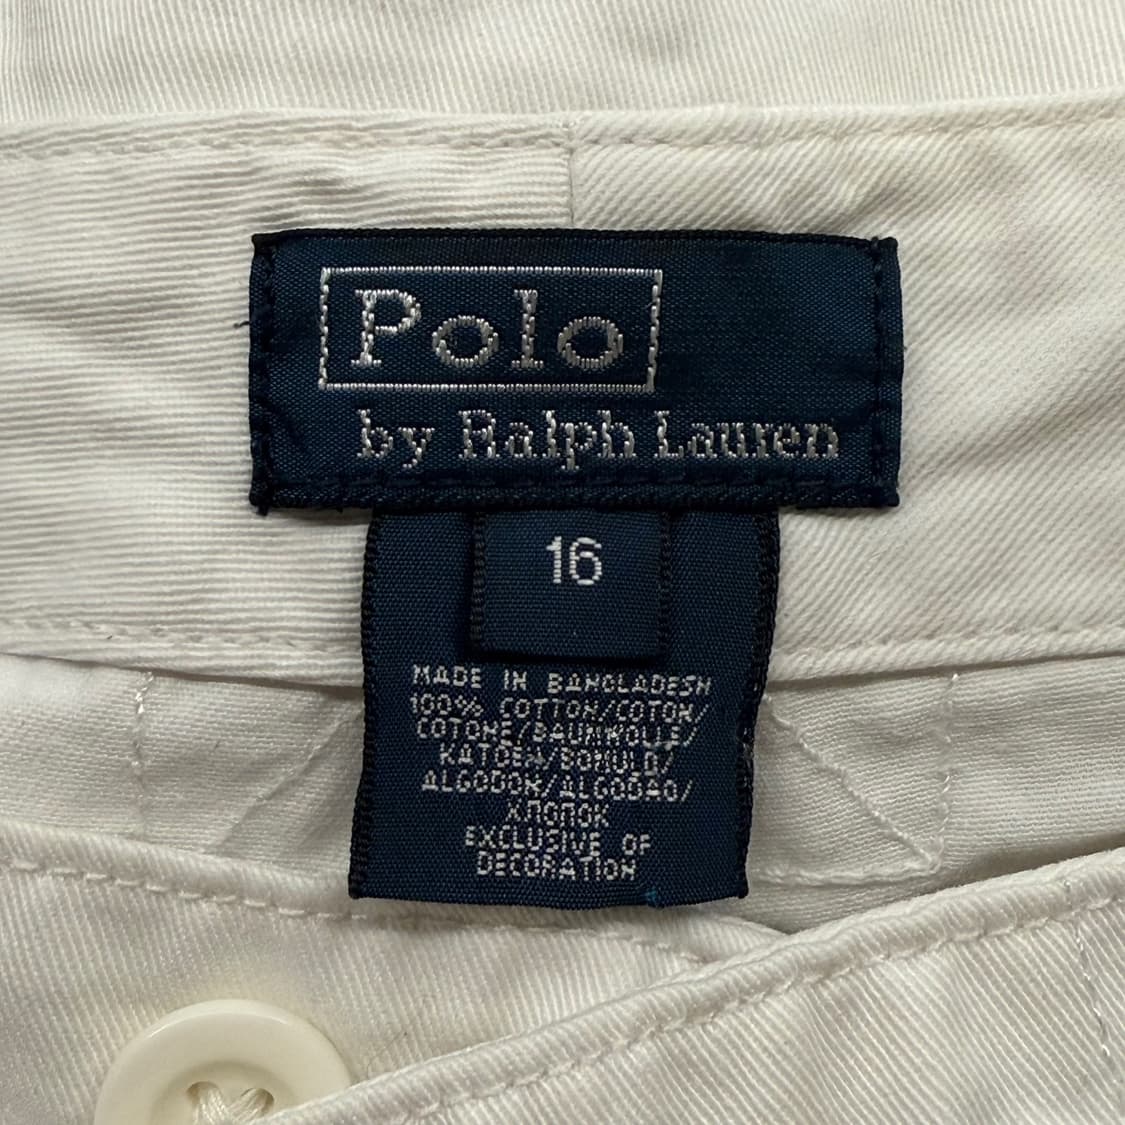 Polo
by Ralph Lauren
16
MADE IN BANGLADESH
100% COTTON/COTON/
COTONE/BAUMWOLLE/
KATOEN/BOMULD/
ALGODON/ALGODAO/
ХЛОПОК
EXCLUSIVE OF
DECORATION